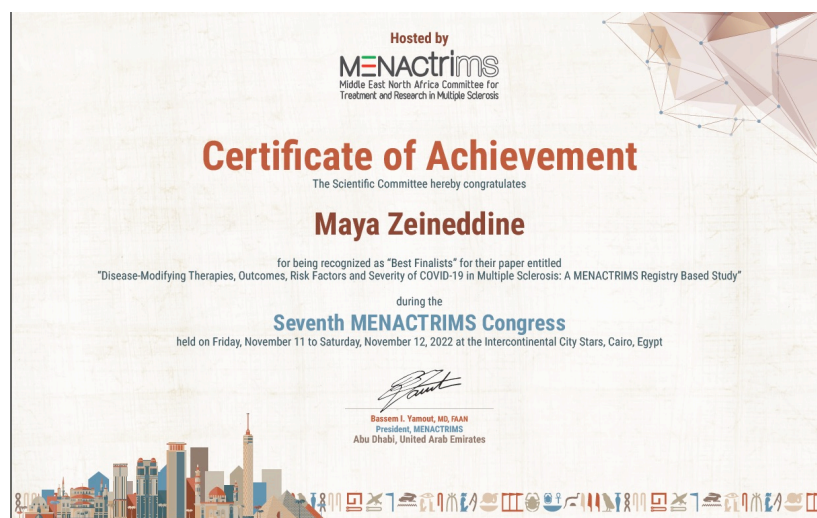 Hosted by
MENACtrims
Middle East North Africa Committee for
Treatment and Research in Multiple Sclerosis
Certificate of Achievement
The Scientific Committee hereby congratulates
Maya Zeineddine
for being recognized as "Best Finalists" for their paper entitled
"Disease-Modifying Therapies, Outcomes, Risk Factors and Severity of COVID-19 in Multiple Sclerosis: A MENACTRIMS Registry Based Study"
during the
Seventh MENACTRIMS Congress
held on Friday, November 11 to Saturday, November 12, 2022 at the Intercontinental City Stars, Cairo, Egypt
Bassem I. Yamout, MD, FAAN
President, MENACTRIMS
Abu Dhabi, United Arab Emirates